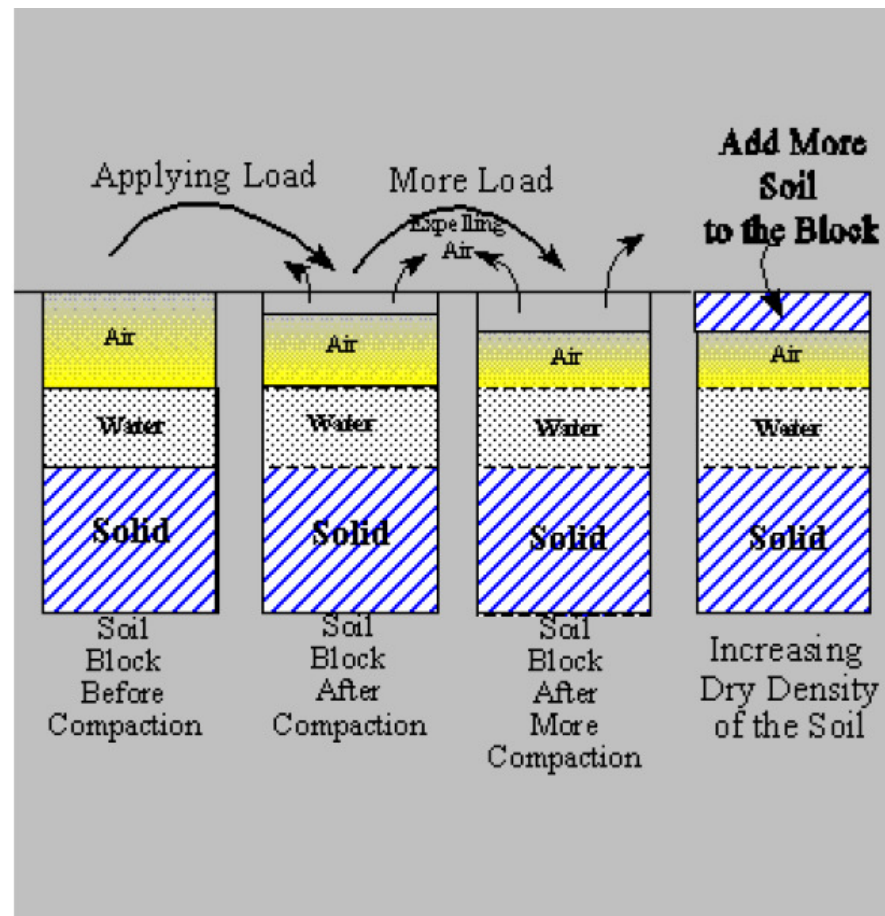 Applying Load
More Load
Expelling
Air
Add More
Soil
to the Block
Air
Water
Solid
Soil
Block
Before
Compaction
Air
Water
Solid
Soil
Block
After
Compaction
Air
Water
Solid
Soil
Block
After
More
Compaction
Air
Water
Solid
Increasing
Dry Density
of the Soil